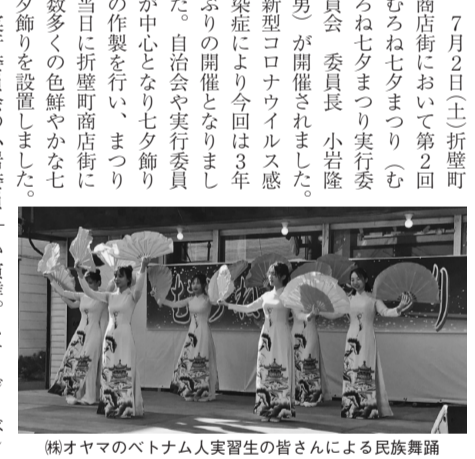 ７月２日㈯折壁町
商店街において第２回
むろね七夕まつり（む
ろね七夕まつり実行委
員会　委員長　小岩隆
男）が開催されました。
新型コロナウイルス感
染症により今回は３年
ぶりの開催となりまし
た。自治会や実行委員
が中心となり七夕飾り
の作製を行い、まつり
当日に折壁町商店街に
数多くの色鮮やかな七
夕飾りを設置しました。
㈱オヤマのベトナム人実習生の皆さんによる民族舞踊